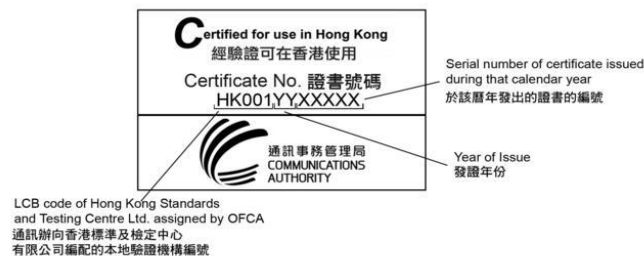 Certified for use in Hong Kong
經驗證可在香港使用
Certificate No. 證書號碼
HK001YYXXXXX
通訊事務管理局
COMMUNICATIONS
AUTHORITY
Serial number of certificate issued
during that calendar year
於該曆年發出的證書的編號
Year of Issue
發證年份
LCB code of Hong Kong Standards
and Testing Centre Ltd. assigned by OFCA
通訊辦向香港標準及檢定中心
有限公司編配的本地驗證機構編號